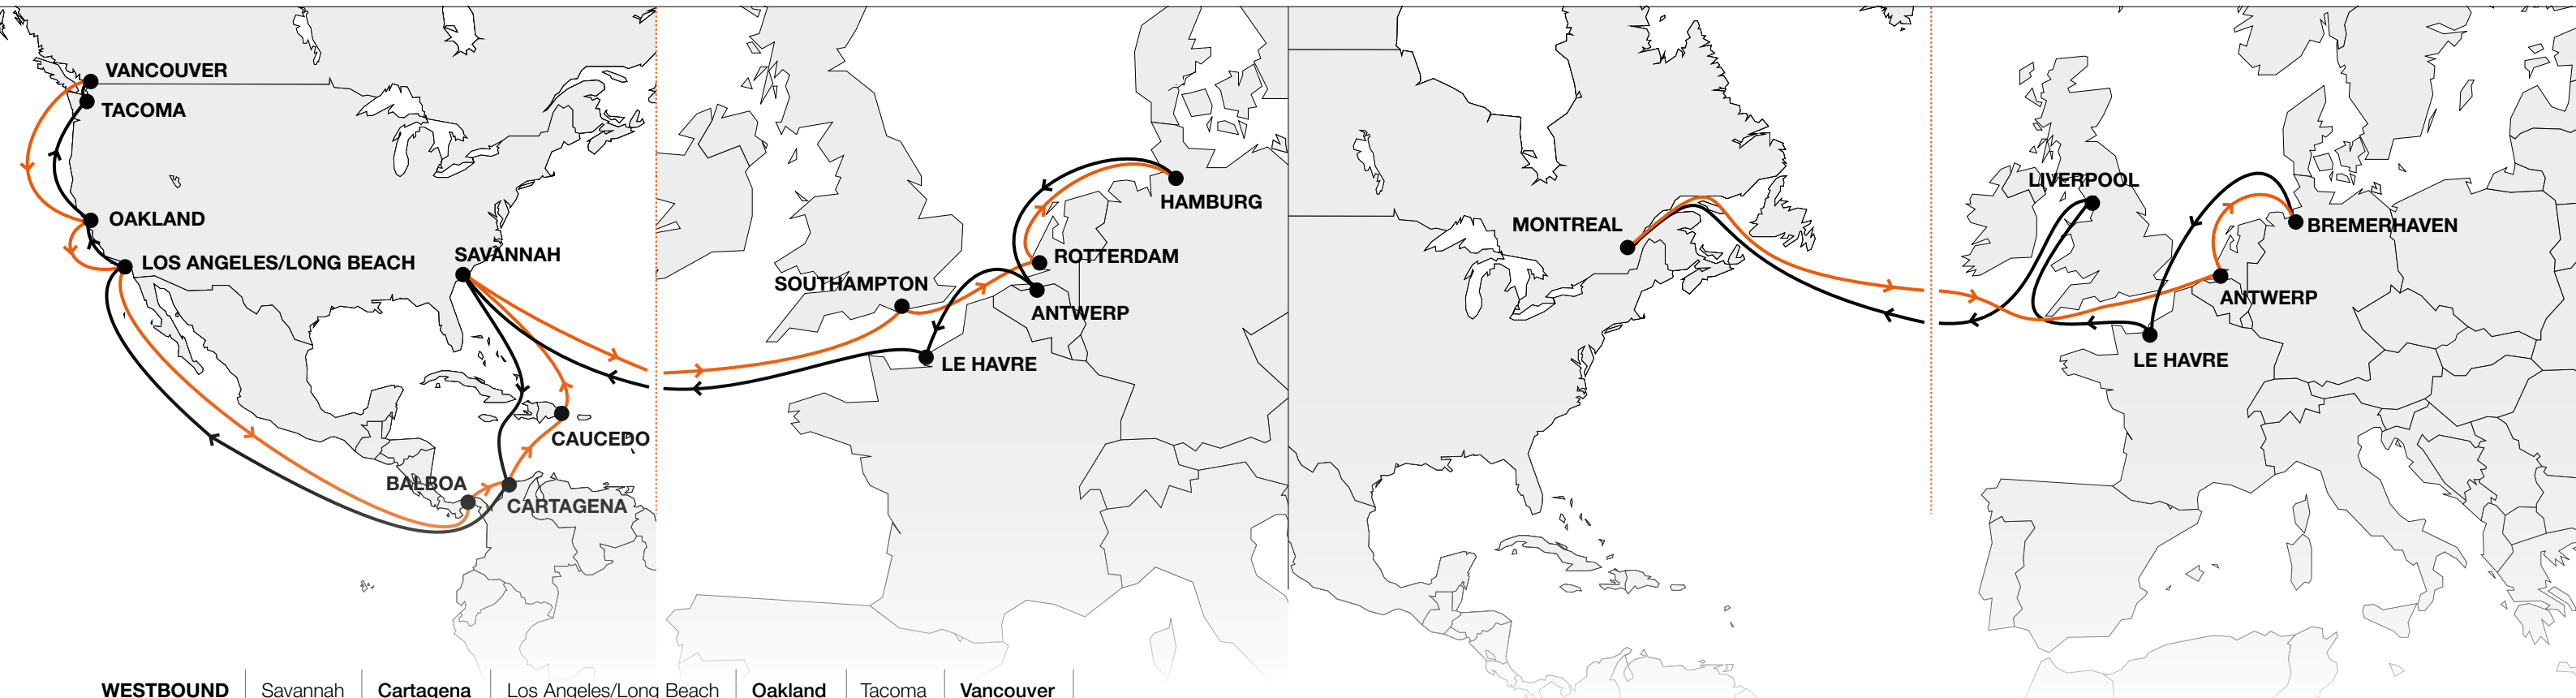 VANCOUVER
TACOMA
OAKLAND
LOS ANGELES/LONG BEACH
SAVANNAH
CAUCEDO
BALBOA
CARTAGENA
HAMBURG
ROTTERDAM
SOUTHAMPTON
ANTWERP
LE HAVRE
MONTREAL
LIVERPOOL
BREMERHAVEN
ANTWERP
LE HAVRE
WESTBOUND Savannah Cartagena Los Angeles/Long Beach Oakland Tacoma Vancouver